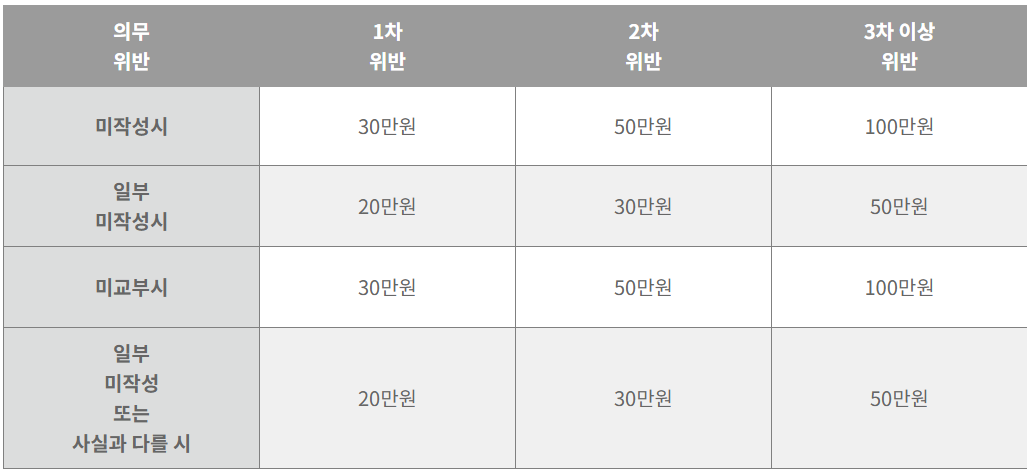 의무
위반
1차
위반
2차
위반
3차 이상
위반
미작성시
30만원
50만원
100만원
일부
미작성시
20만원
30만원
50만원
미교부시
30만원
50만원
100만원
일부
미작성
또는
사실과 다를 시
20만원
30만원
50만원